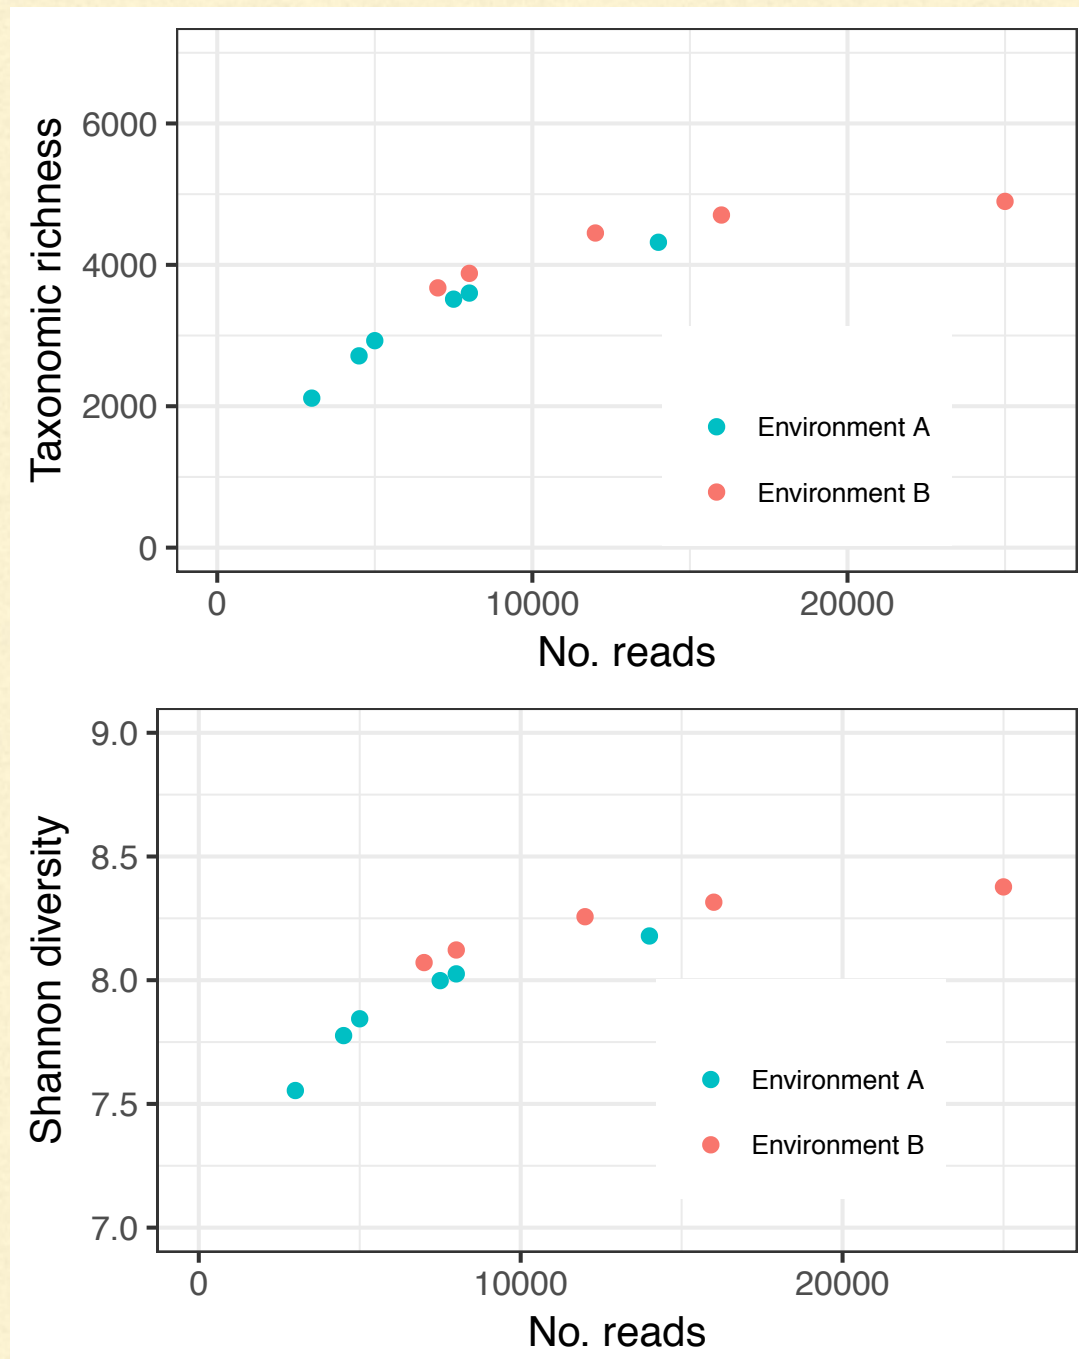 Taxonomic richness
6000
4000
2000
0
Environment A
Environment B
0 10000 20000
No. reads
Shannon diversity
9.0
8.5
8.0
7.5
7.0
Environment A
Environment B
0 10000 20000
No. reads